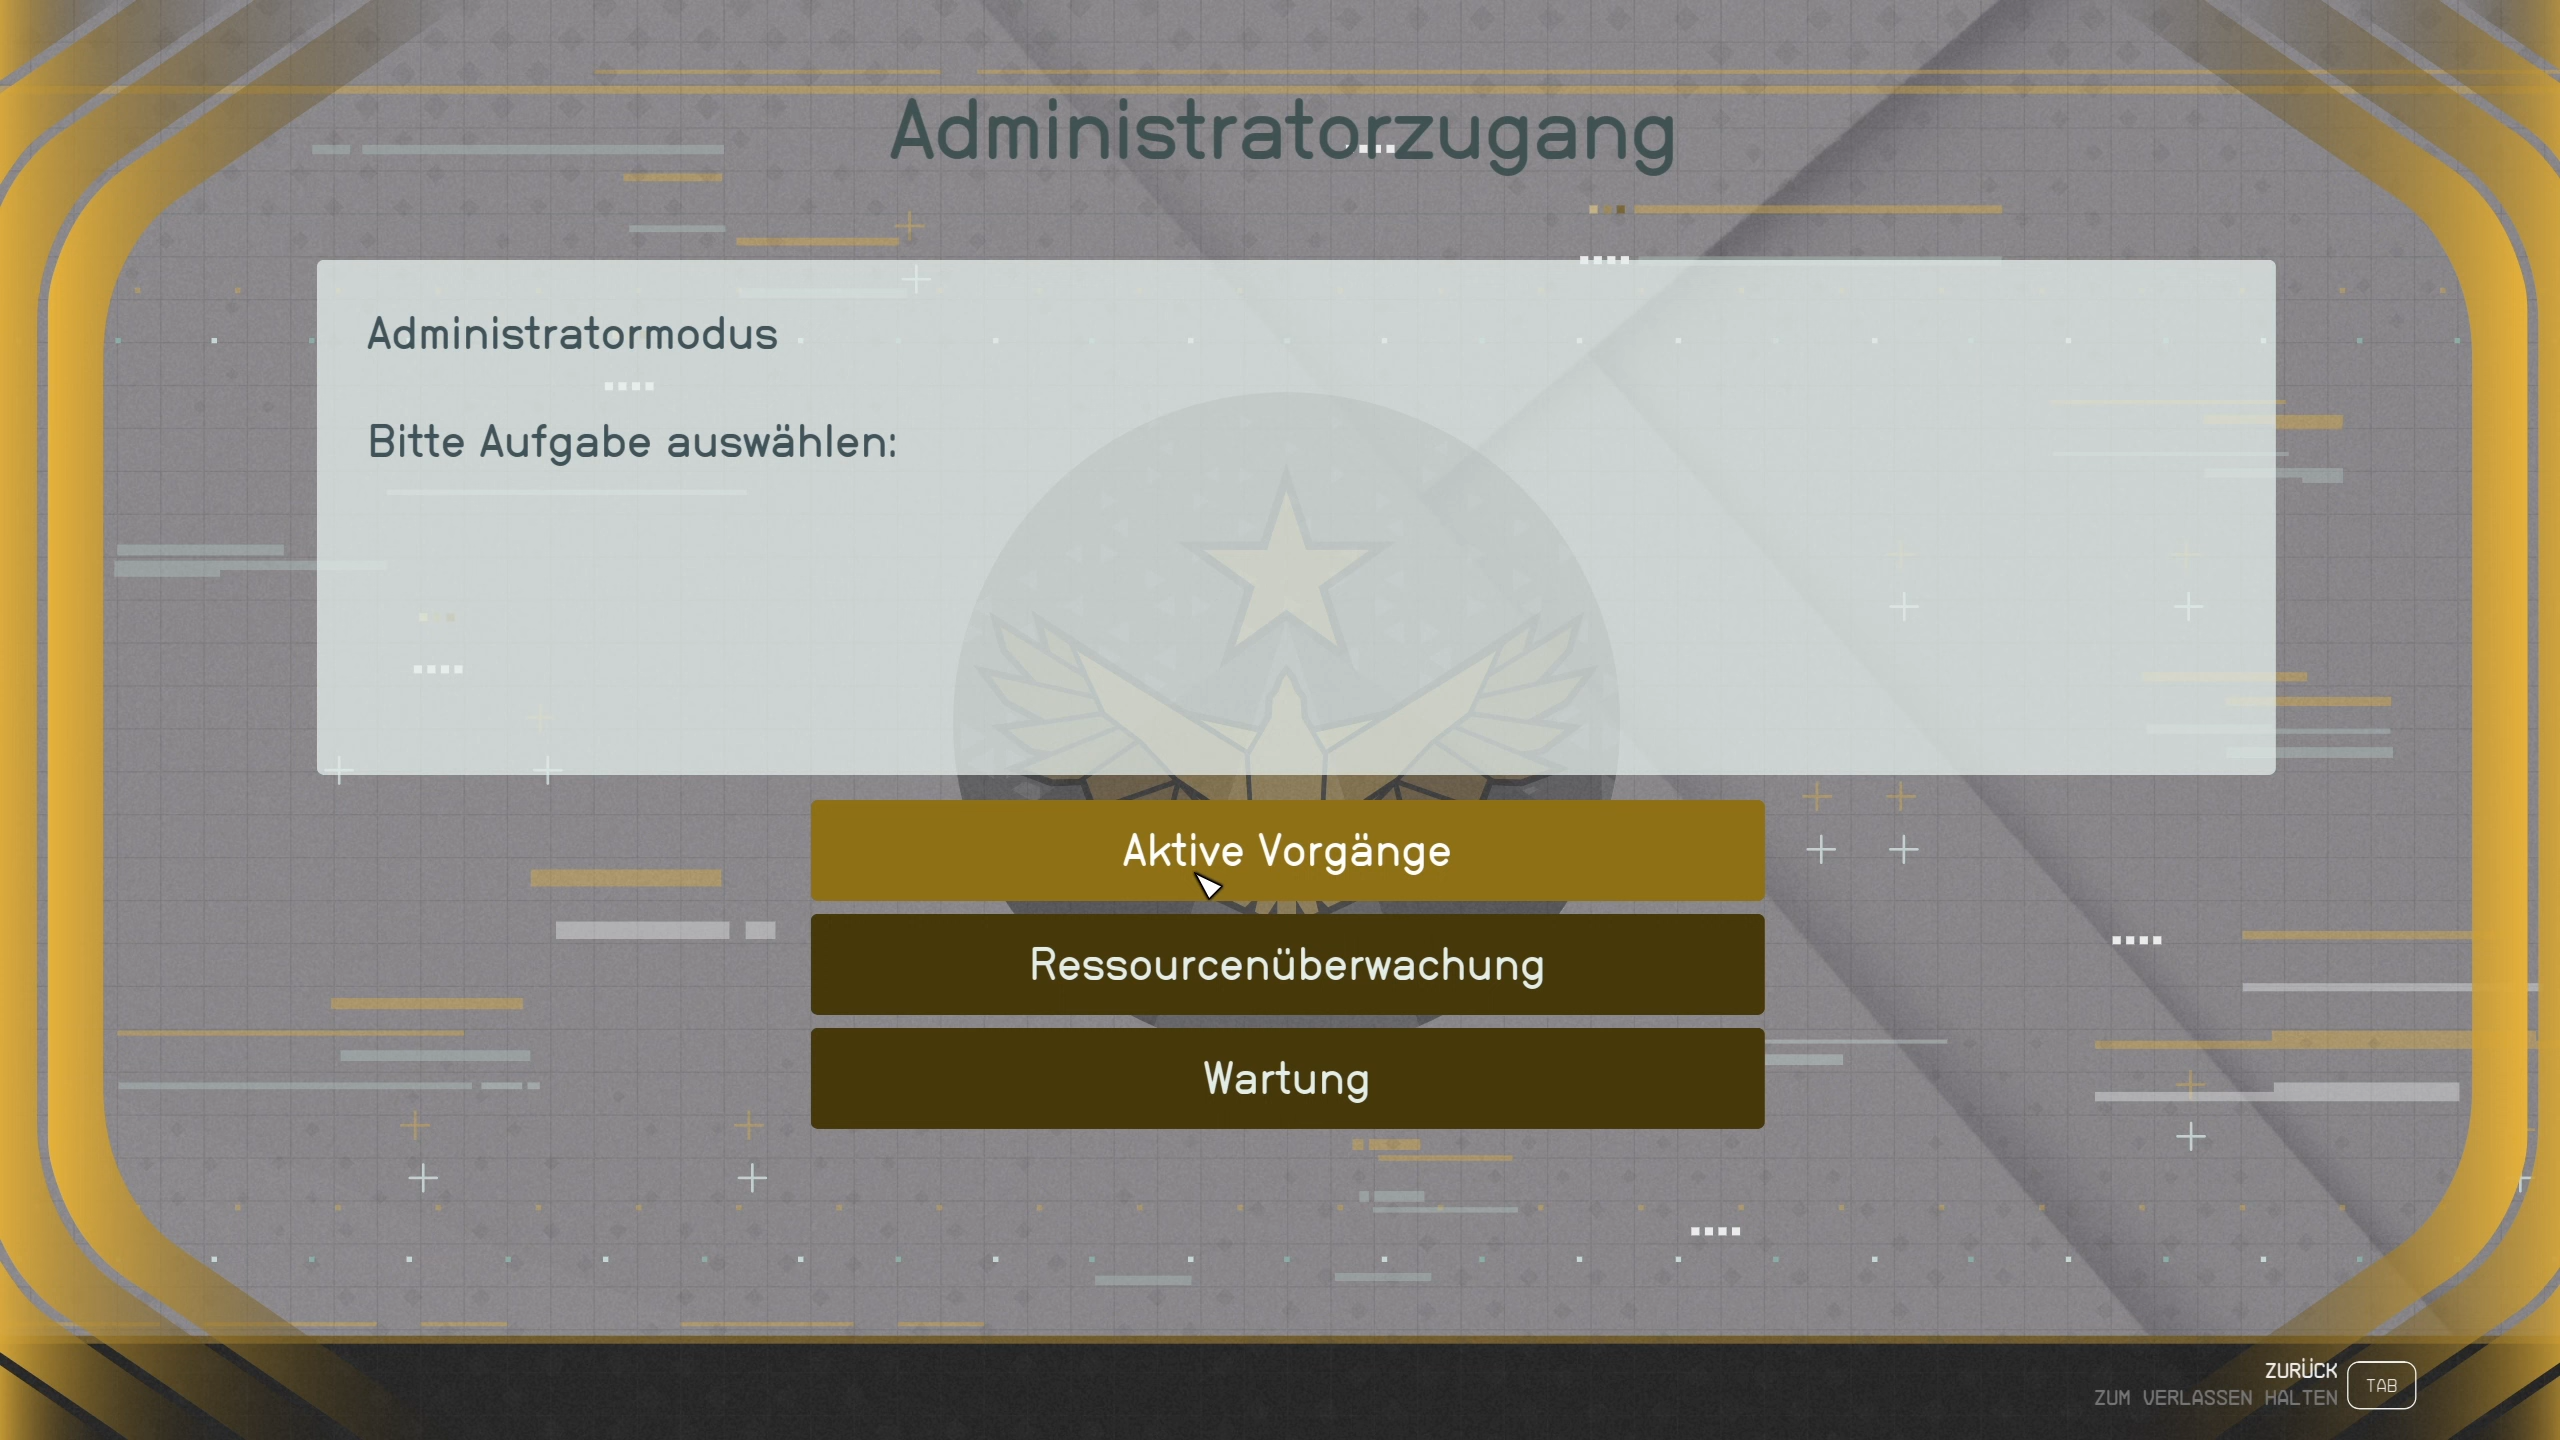 Administratorzugang
Administratormodus
Bitte Aufgabe auswählen:
Aktive Vorgänge
Ressourcenüberwachung
Wartung
ZURÜCK
ZUM VERLASSEN HALTEN
TAB